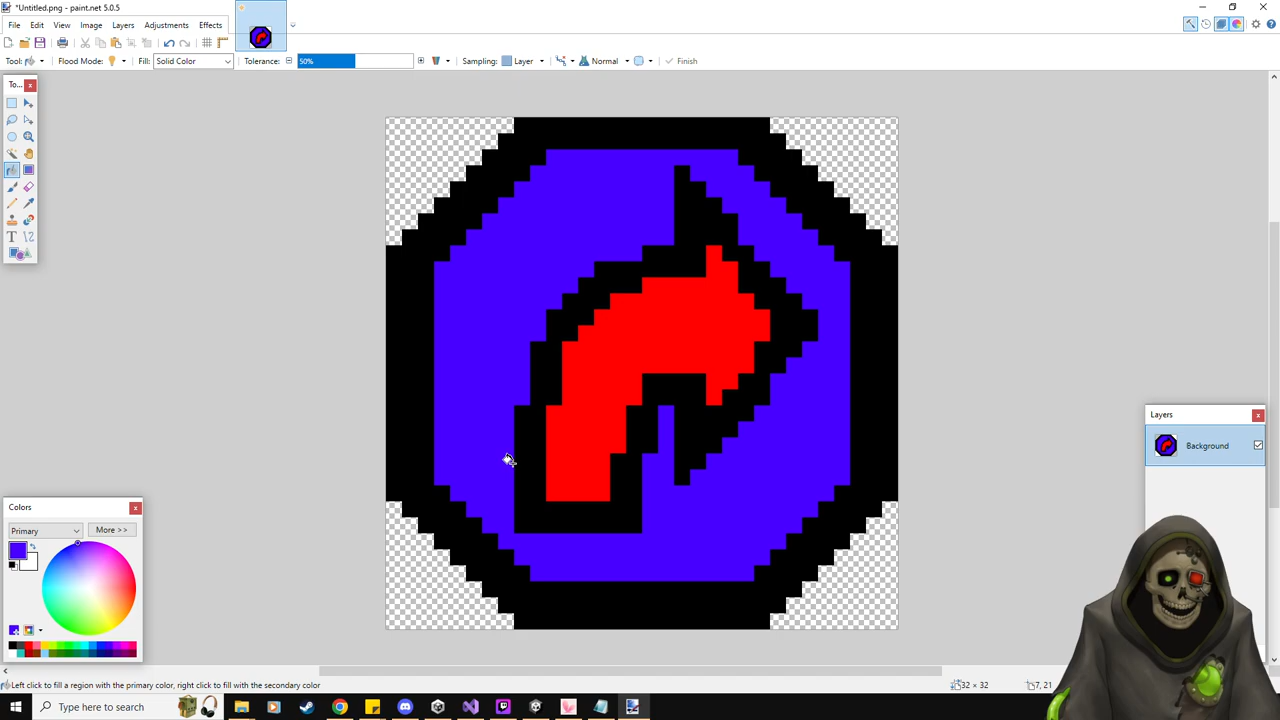 *Untitled.png - paint.net 5.0.5
File Edit View Image Layers Adjustments Effects
Tool: Flood Mode: Fill: Solid Color Tolerance: 50% Sampling: Layer Normal Finish
To...
Layers
Background
Colors
Primary More >>
Left click to fill a region with the primary color, right click to fill with the secondary color 32 × 32 7, 21
Type here to search